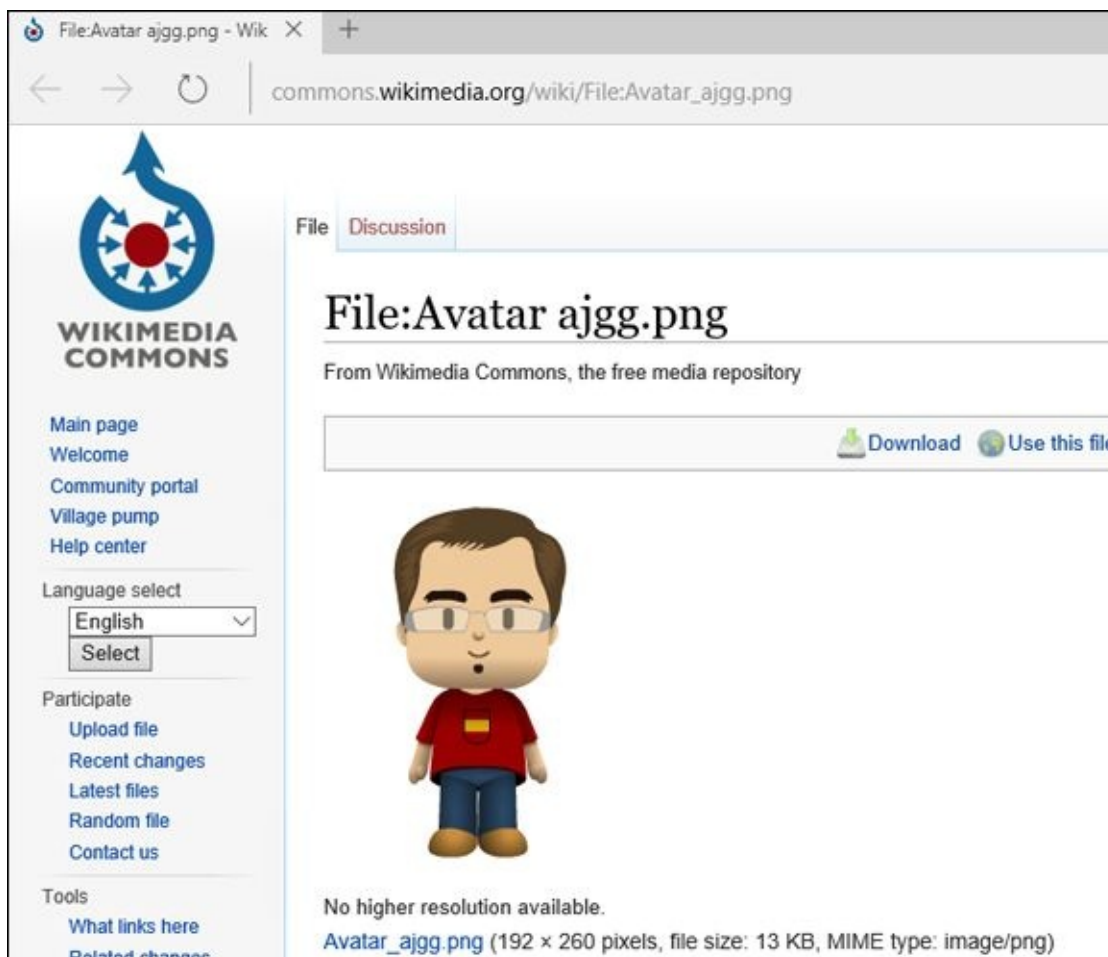 File:Avatar ajgg.png - Wik
commons.wikimedia.org/wiki/File:Avatar_ajgg.png
WIKIMEDIA
COMMONS
Main page
Welcome
Community portal
Village pump
Help center
Language select
English
Select
Participate
Upload file
Recent changes
Latest files
Random file
Contact us
Tools
What links here
Related changes
File Discussion
File:Avatar ajgg.png
From Wikimedia Commons, the free media repository
Download Use this file
No higher resolution available.
Avatar_ajgg.png (192 × 260 pixels, file size: 13 KB, MIME type: image/png)